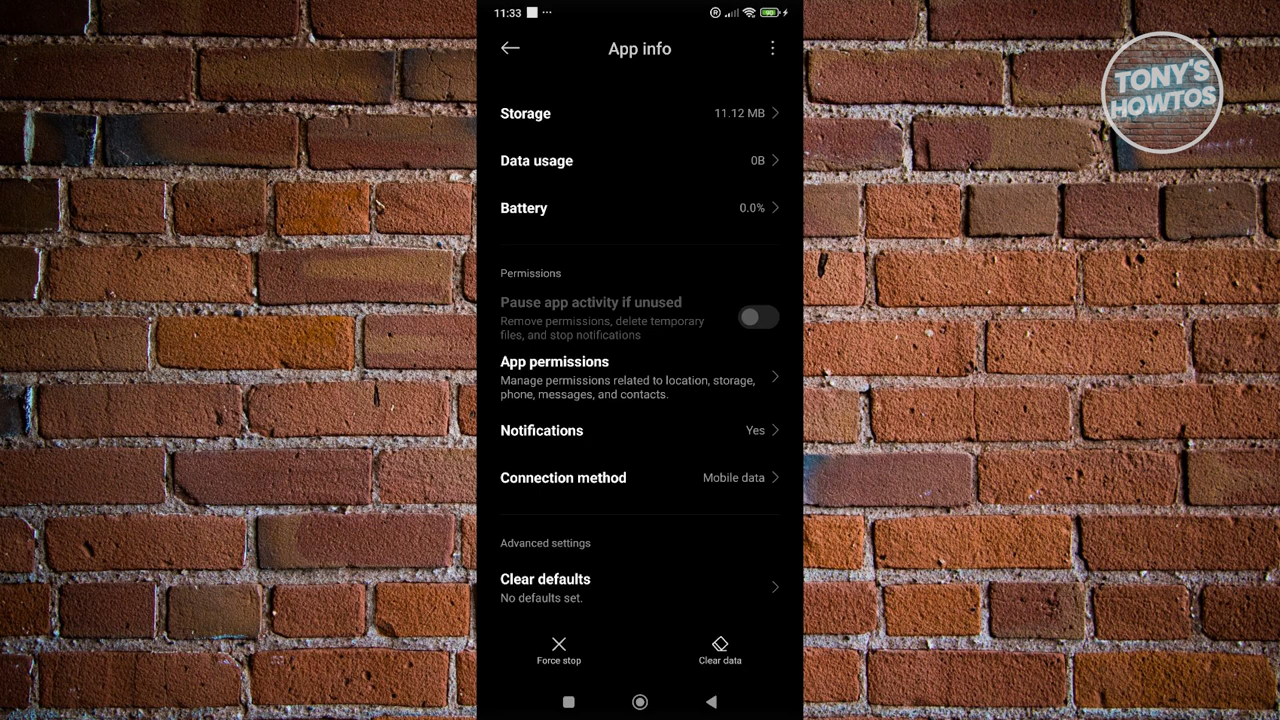 11:33
90
App info
TONY'S
HOWTOS
Storage
11.12 MB
Data usage
0B
Battery
0.0%
Permissions
Pause app activity if unused
Remove permissions, delete temporary
files, and stop notifications
App permissions
Manage permissions related to location, storage,
phone, messages, and contacts.
Notifications
Yes
Connection method
Mobile data
Advanced settings
Clear defaults
No defaults set.
Force stop
Clear data